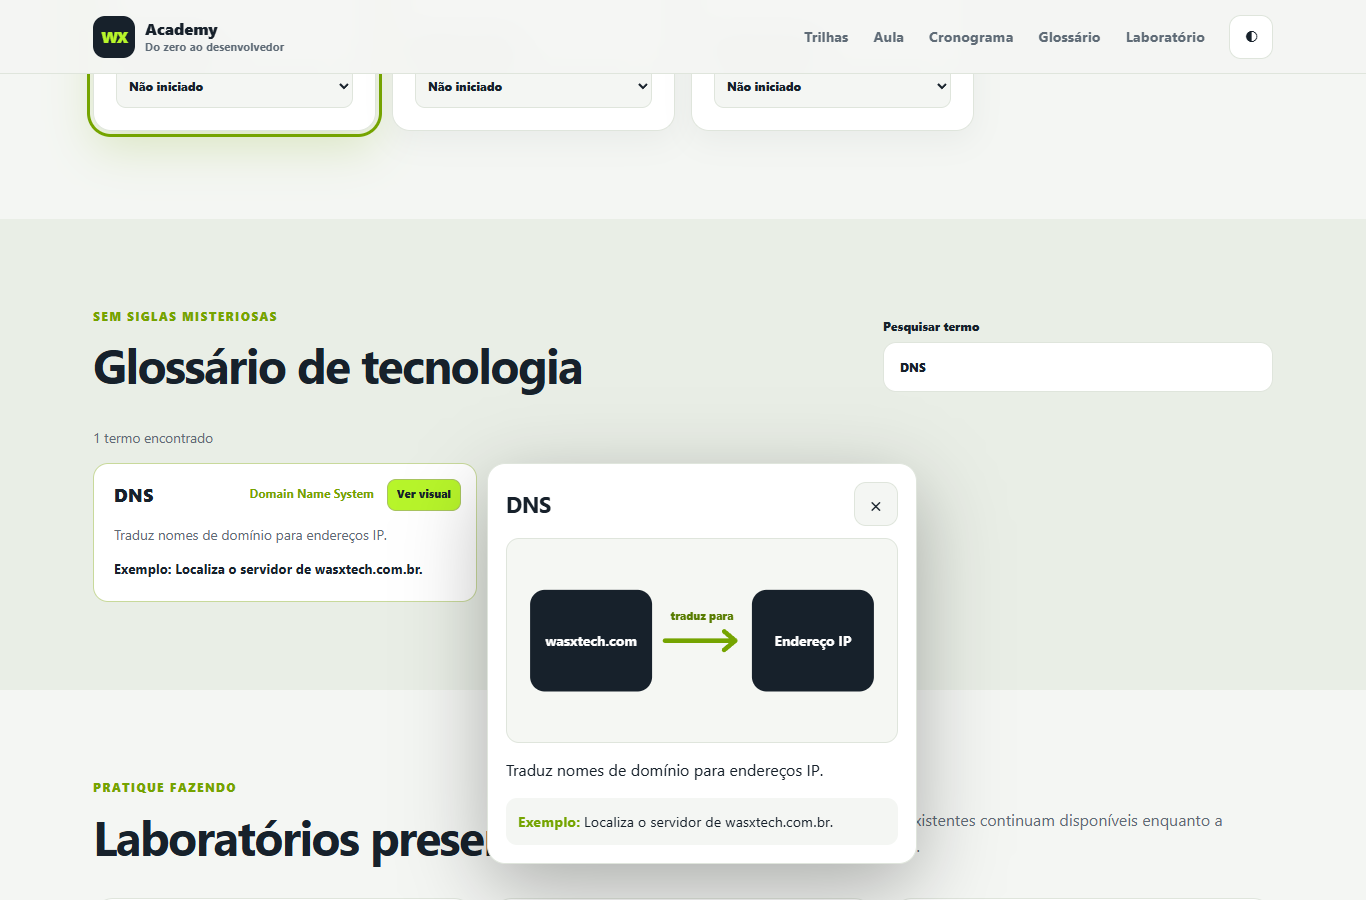 WX
Academy
Do zero ao desenvolvedor
Trilhas
Aula
Cronograma
Glossário
Laboratório
Não iniciado
Não iniciado
Não iniciado
SEM SIGLAS MISTERIOSAS
Glossário de tecnologia
Pesquisar termo
DNS
1 termo encontrado
DNS
Domain Name System
Ver visual
Traduz nomes de domínio para endereços IP.
Exemplo: Localiza o servidor de wasxtech.com.br.
DNS
×
wasxtech.com
traduz para
Endereço IP
Traduz nomes de domínio para endereços IP.
Exemplo: Localiza o servidor de wasxtech.com.br.
PRATIQUE FAZENDO
Laboratórios
continuam disponíveis enquanto a